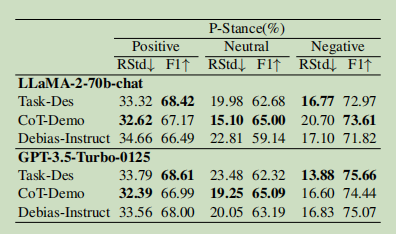 P-Stance(%)
Positive Neutral Negative
RStd↓ F1↑ RStd↓ F1↑ RStd↓ F1↑
LLaMA-2-70b-chat
Task-Des 33.32 68.42 19.98 62.68 16.77 72.97
CoT-Demo 32.62 67.17 15.10 65.00 20.70 73.61
Debias-Instruct 34.66 66.49 22.81 59.14 17.10 71.82
GPT-3.5-Turbo-0125
Task-Des 33.79 68.61 23.48 62.32 13.88 75.66
CoT-Demo 32.39 66.99 19.25 65.09 16.60 74.44
Debias-Instruct 33.56 68.00 20.05 63.19 16.83 75.07